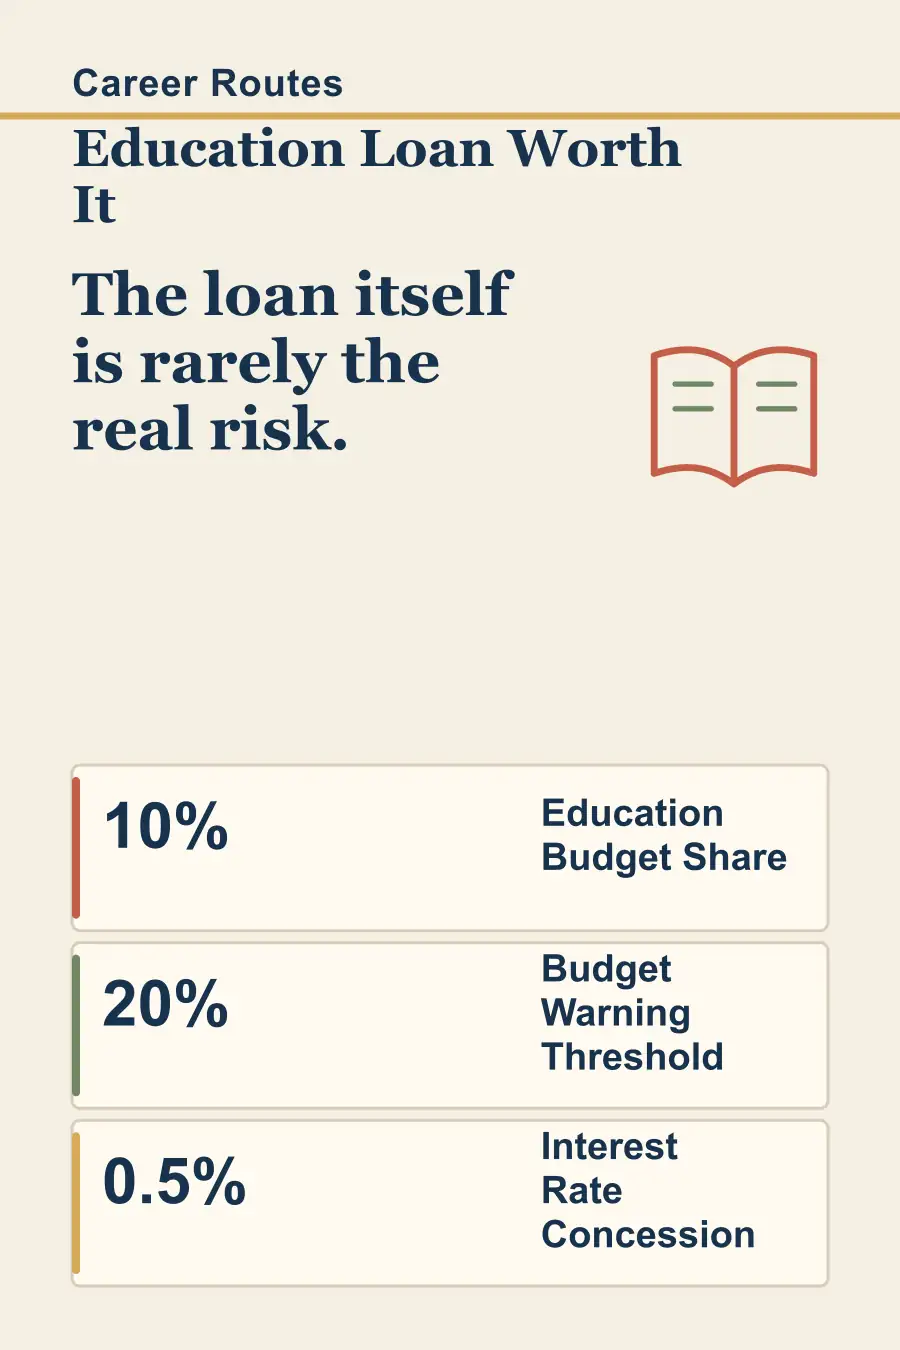 Career Routes
Education Loan Worth
It
The loan itself
is rarely the
real risk.
10%
Education
Budget Share
20%
Budget
Warning
Threshold
0.5%
Interest
Rate
Concession